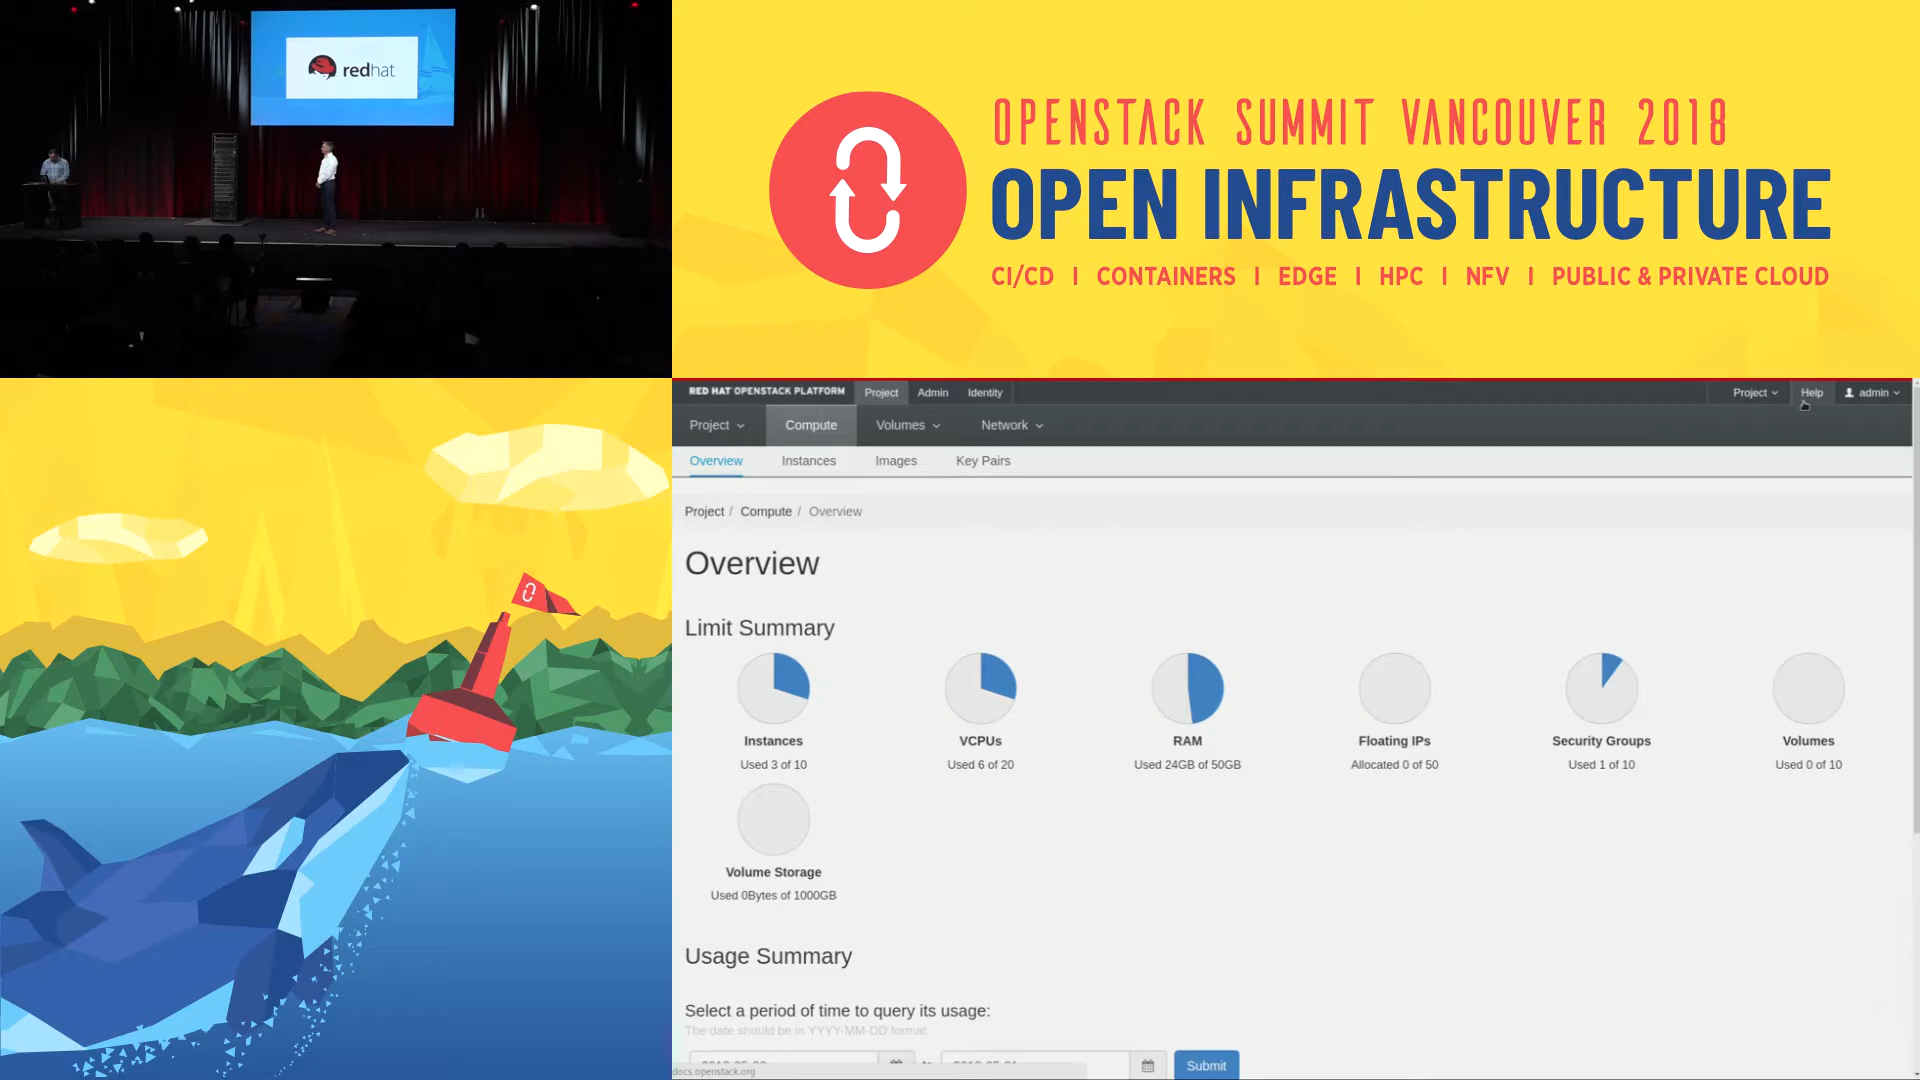 redhat
OPENSTACK SUMMIT VANCOUVER 2018
OPEN INFRASTRUCTURE
CI/CD | CONTAINERS | EDGE | HPC | NFV | PUBLIC & PRIVATE CLOUD
RED HAT OPENSTACK PLATFORM Project Admin Identity Project Help admin
Project Compute Volumes Network
Overview Instances Images Key Pairs
Project / Compute / Overview
Overview
Limit Summary
Instances VCPUs RAM Floating IPs Security Groups Volumes
Used 3 of 10 Used 6 of 20 Used 24GB of 50GB Allocated 0 of 50 Used 1 of 10 Used 0 of 10
Volume Storage
Used 0Bytes of 1000GB
Usage Summary
Select a period of time to query its usage:
The date should be in YYYY-MM-DD format.
Submit
docs.openstack.org